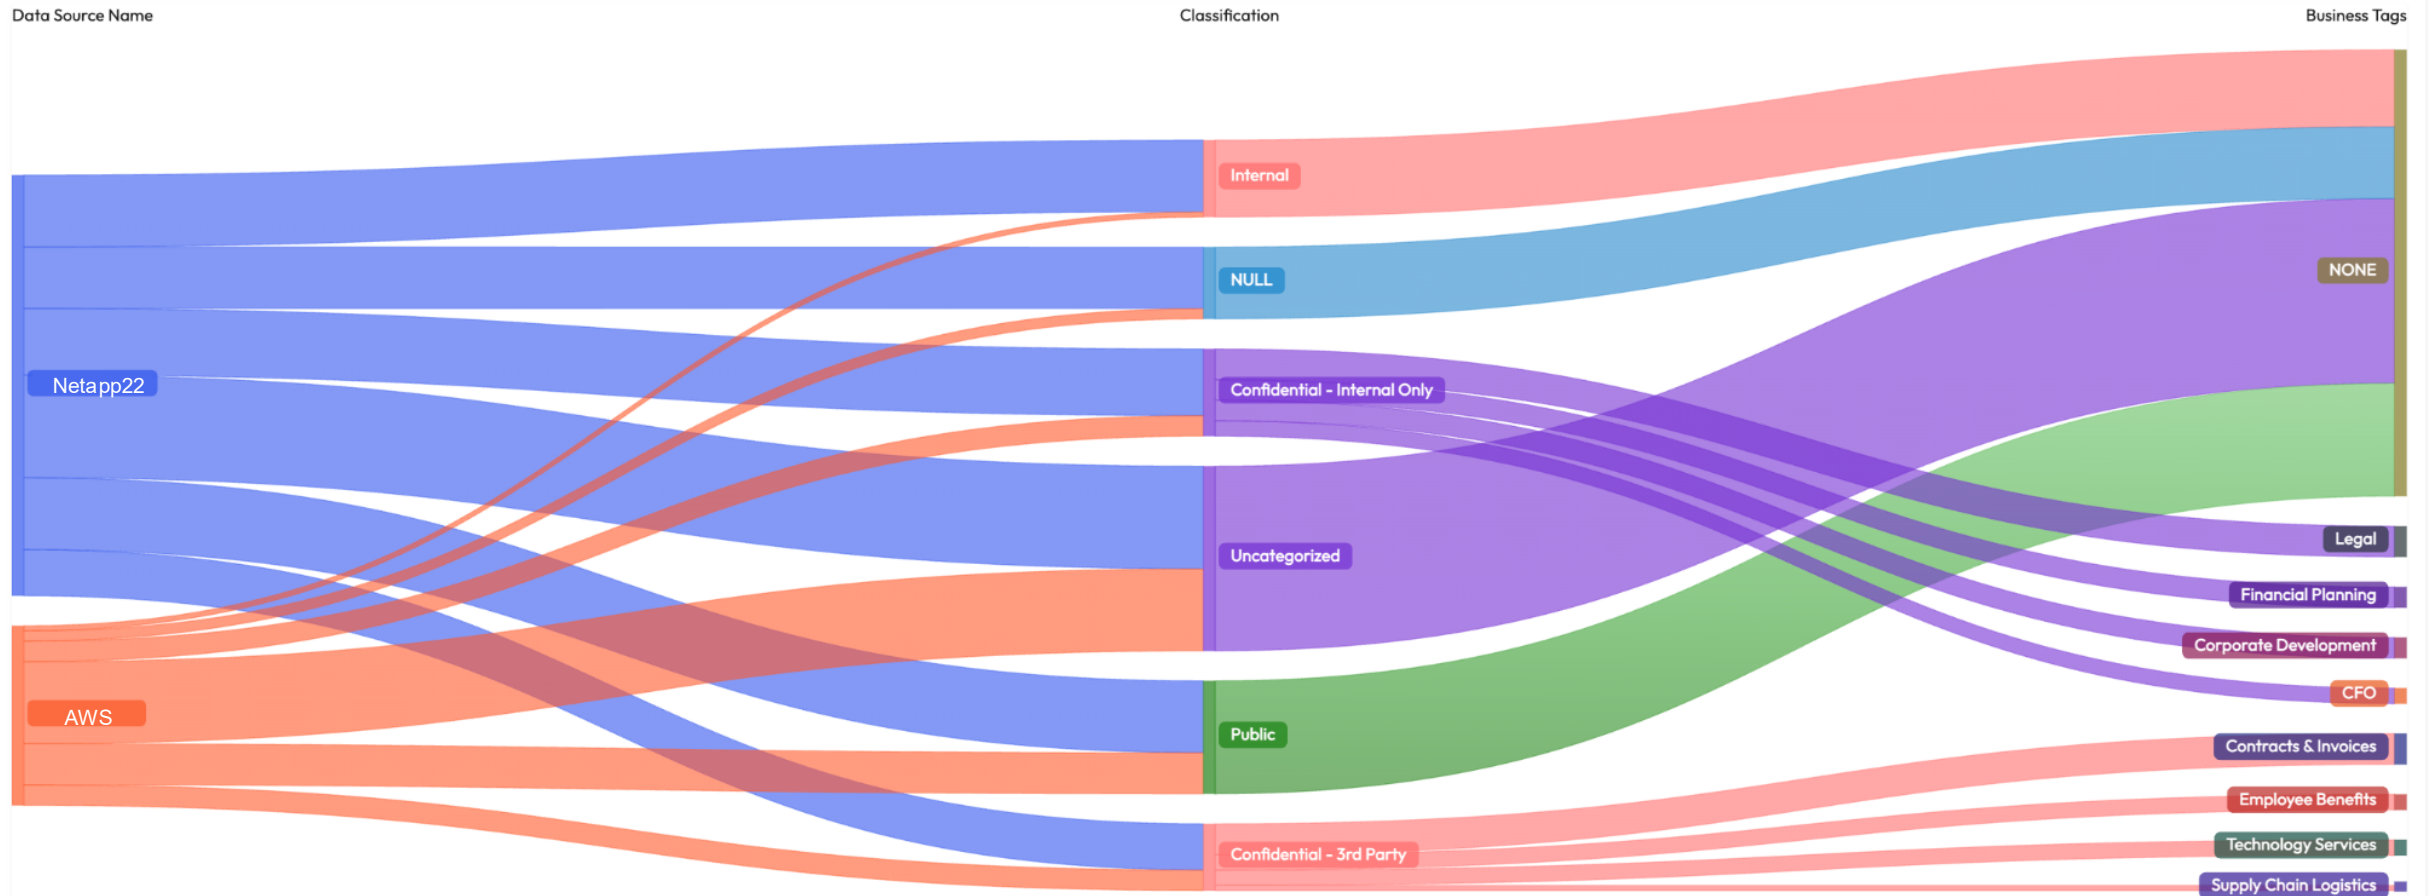 Data Source Name
Classification
Business Tags
Internal
NULL
NONE
Netapp22
Confidential - Internal Only
Legal
Uncategorized
Financial Planning
Corporate Development
CFO
AWS
Public
Contracts & Invoices
Employee Benefits
Technology Services
Confidential - 3rd Party
Supply Chain Logistics